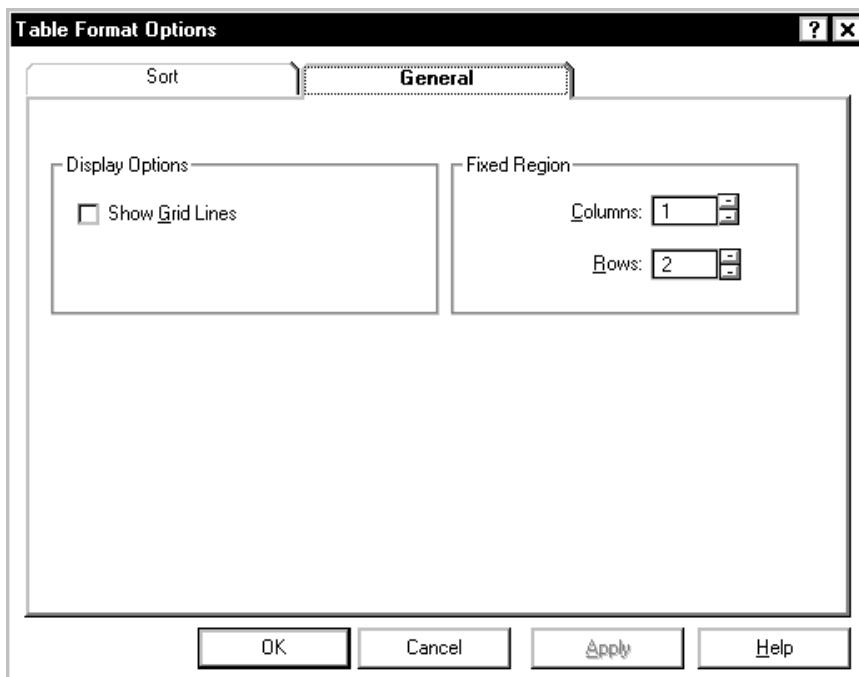 Table Format Options
Sort
General
Display Options
Show Grid Lines
Fixed Region
Columns: 1
Rows: 2
OK
Cancel
Apply
Help